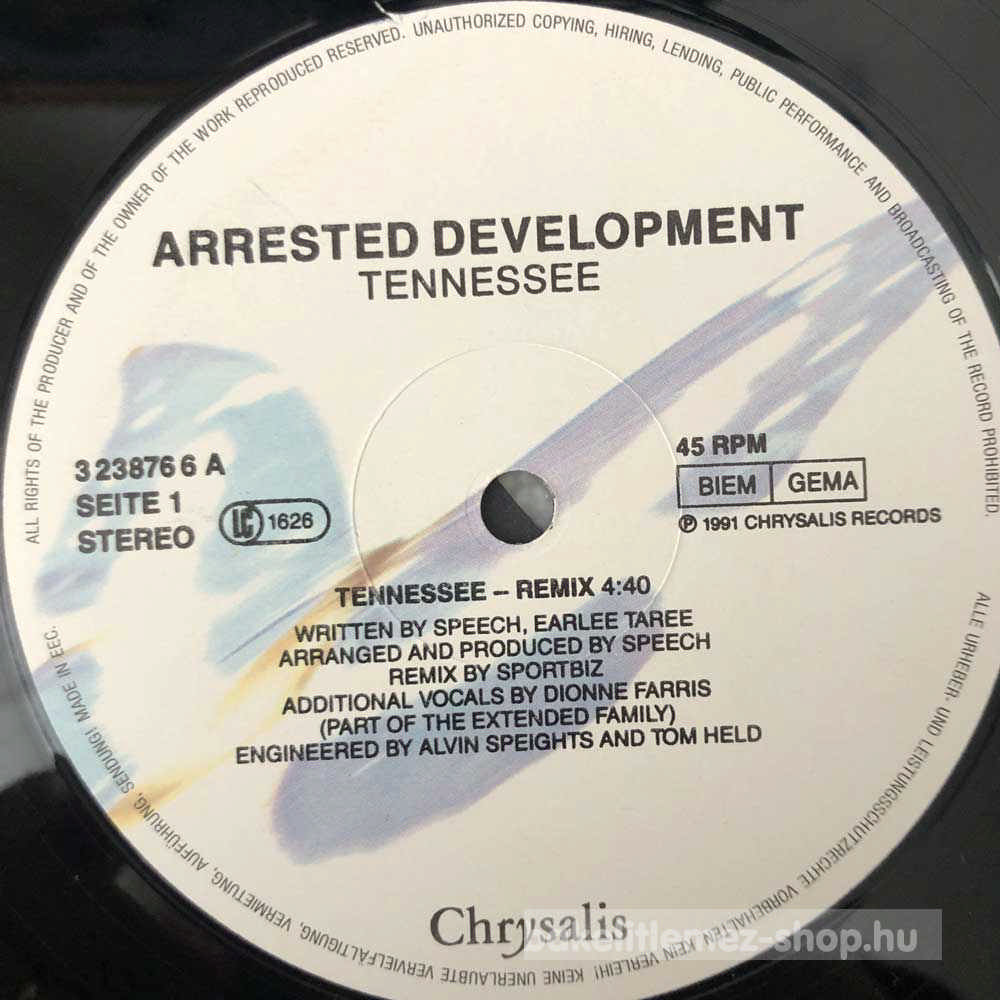 ALL RIGHTS OF THE PRODUCER AND OF THE OWNER OF THE WORK REPRODUCED RESERVED. UNAUTHORIZED COPYING, HIRING, LENDING, PUBLIC PERFORMANCE AND BROADCASTING OF THE RECORD PROHIBITED.
ARRESTED DEVELOPMENT
TENNESSEE
3 23876 6 A
SEITE 1
STEREO
LC 1626
45 RPM
BIEM GEMA
℗ 1991 CHRYSALIS RECORDS
TENNESSEE – REMIX 4:40
WRITTEN BY SPEECH, EARLEE TAREE
ARRANGED AND PRODUCED BY SPEECH
REMIX BY SPORTBIZ
ADDITIONAL VOCALS BY DIONNE FARRIS
(PART OF THE EXTENDED FAMILY)
ENGINEERED BY ALVIN SPEIGHTS AND TOM HELD
Chrysalis
ALLE URHEBER- UND LEISTUNGSSCHUTZRECHTE VORBEHALTEN KEIN VERLEIH! KEINE UNERLAUBTE VERVIELFÄLTIGUNG, VERMIETUNG, AUFFÜHRUNG, SENDUNG! MADE IN EEC.
bakelitlemez-shop.hu